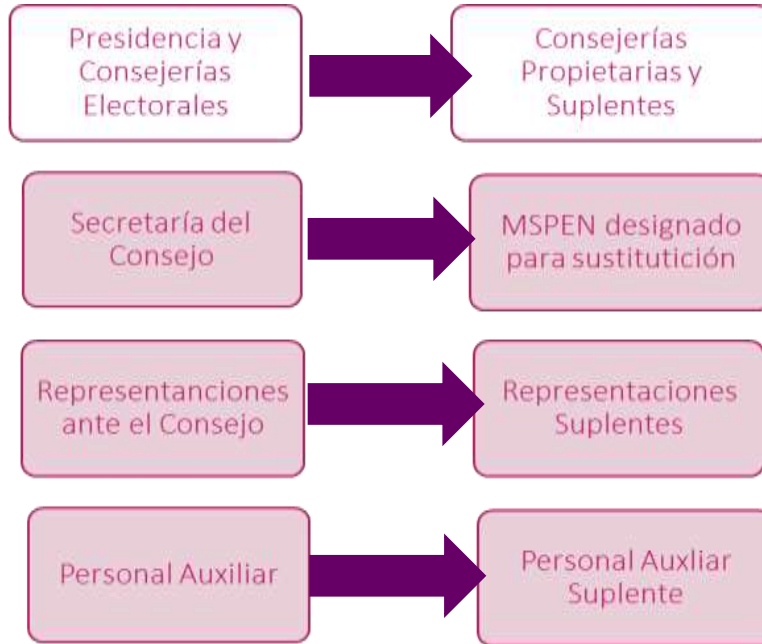 Presidencia y
Consejerías
Electorales
Consejerías
Propietarias y
Suplentes
Secretaría del
Consejo
MSPEN designado
para sustitutición
Representanciones
ante el Consejo
Representaciones
Suplentes
Personal Auxiliar
Personal Auxliar
Suplente